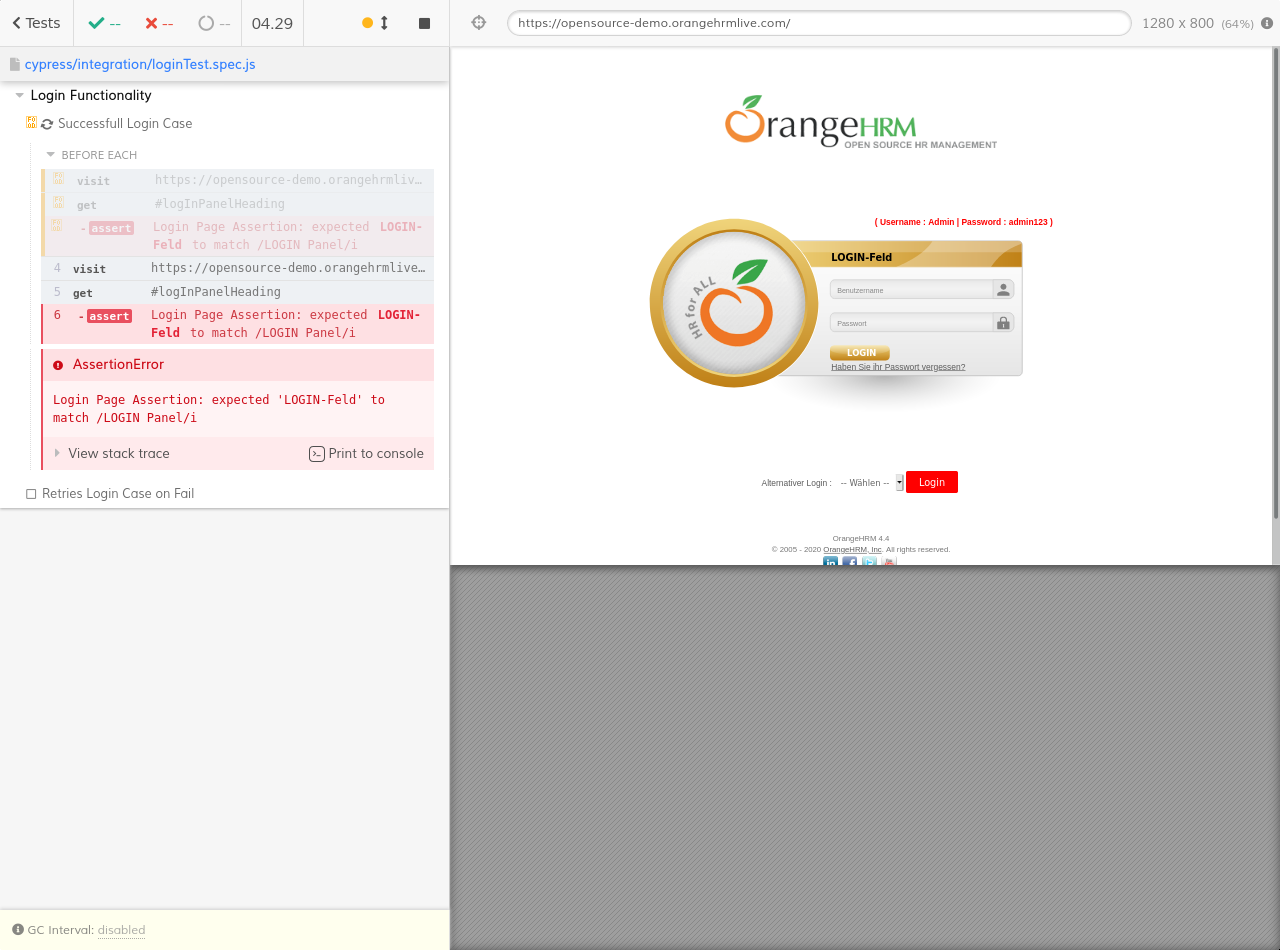 Tests -- -- -- 04.29
https://opensource-demo.orangehrmlive.com/ 1280 x 800 (64%)
cypress/integration/loginTest.spec.js
Login Functionality
Successfull Login Case
BEFORE EACH
visit https://opensource-demo.orangehrmliv…
get #logInPanelHeading
-assert Login Page Assertion: expected LOGIN-
Feld to match /LOGIN Panel/i
4 visit https://opensource-demo.orangehrmlive…
5 get #logInPanelHeading
6 -assert Login Page Assertion: expected LOGIN-
Feld to match /LOGIN Panel/i
AssertionError
Login Page Assertion: expected 'LOGIN-Feld' to
match /LOGIN Panel/i
View stack trace Print to console
Retries Login Case on Fail
GC Interval: disabled
OrangeHRM
OPEN SOURCE HR MANAGEMENT
( Username : Admin | Password : admin123 )
HR for ALL
LOGIN-Feld
Benutzername
Passwort
LOGIN
Haben Sie ihr Passwort vergessen?
Alternativer Login : -- Wählen -- Login
OrangeHRM 4.4
© 2005 - 2020 OrangeHRM, Inc. All rights reserved.